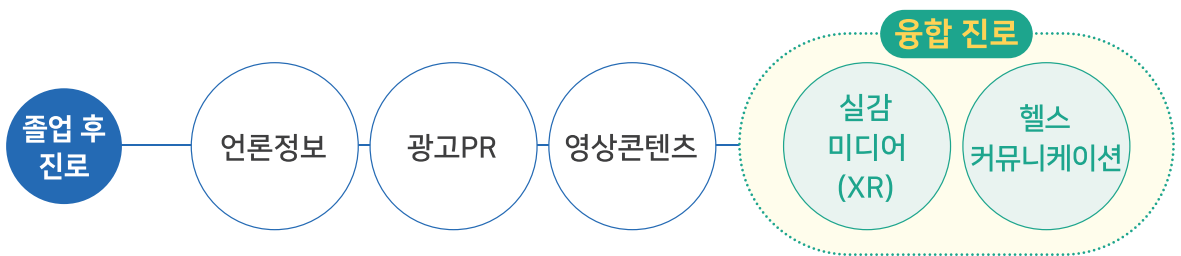 졸업 후
진로
언론정보
광고PR
영상콘텐츠
융합 진로
실감
미디어
(XR)
헬스
커뮤니케이션